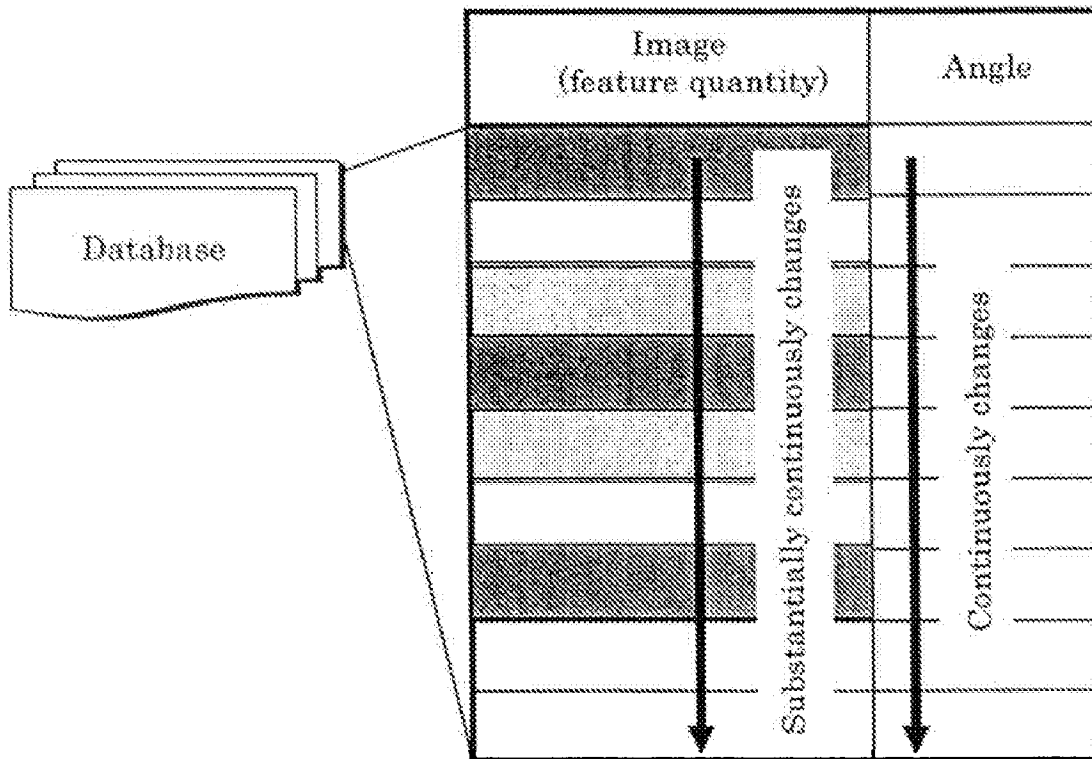 Image
(feature quantity)
Angle
Database
Substantially continuously changes
Continuously changes